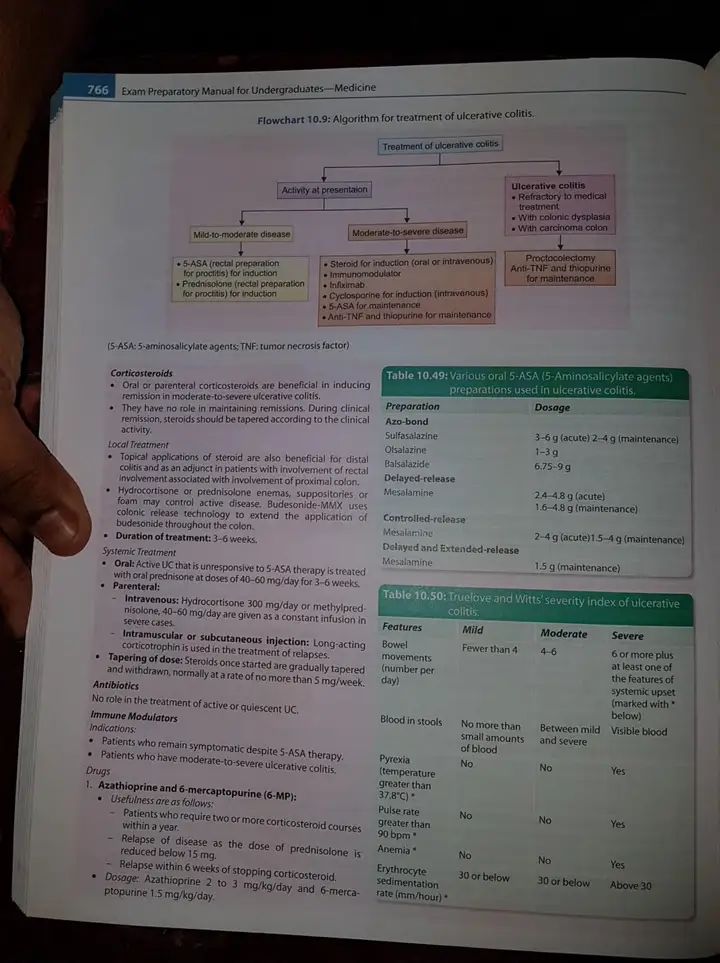 766 Exam Preparatory Manual for Undergraduates—Medicine
Flowchart 10.9: Algorithm for treatment of ulcerative colitis.
Treatment of ulcerative colitis
Activity at presentaion
Ulcerative colitis
• Refractory to medical
treatment
• With colonic dysplasia
• With carcinoma colon
Mild-to-moderate disease
Moderate-to-severe disease
• 5-ASA (rectal preparation
for proctitis) for induction
• Prednisolone (rectal preparation
for proctitis) for induction
• Steroid for induction (oral or intravenous)
• Immunomodulator
• Infiximab
• Cyclosporine for induction (intravenous)
• 5-ASA for maintenance
• Anti-TNF and thiopurine for maintenance
Proctocolectomy
Anti-TNF and thiopurine
for maintenance
(5-ASA: 5-aminosalicylate agents; TNF: tumor necrosis factor)
Corticosteroids
• Oral or parenteral corticosteroids are beneficial in inducing
remission in moderate-to-severe ulcerative colitis.
• They have no role in maintaining remissions. During clinical
remission, steroids should be tapered according to the clinical
activity.
Local Treatment
• Topical applications of steroid are also beneficial for distal
colitis and as an adjunct in patients with involvement of rectal
involvement associated with involvement of proximal colon.
• Hydrocortisone or prednisolone enemas, suppositories or
foam may control active disease. Budesonide-MMX uses
colonic release technology to extend the application of
budesonide throughout the colon.
• Duration of treatment: 3–6 weeks.
Systemic Treatment
• Oral: Active UC that is unresponsive to 5-ASA therapy is treated
with oral prednisone at doses of 40–60 mg/day for 3–6 weeks.
• Parenteral:
– Intravenous: Hydrocortisone 300 mg/day or methylpred-
nisolone, 40–60 mg/day are given as a constant infusion in
severe cases.
– Intramuscular or subcutaneous injection: Long-acting
corticotrophin is used in the treatment of relapses.
• Tapering of dose: Steroids once started are gradually tapered
and withdrawn, normally at a rate of no more than 5 mg/week.
Antibiotics
No role in the treatment of active or quiescent UC.
Immune Modulators
Indications:
• Patients who remain symptomatic despite 5-ASA therapy.
• Patients who have moderate-to-severe ulcerative colitis.
Drugs
1. Azathioprine and 6-mercaptopurine (6-MP):
• Usefulness are as follows:
– Patients who require two or more corticosteroid courses
within a year.
– Relapse of disease as the dose of prednisolone is
reduced below 15 mg.
– Relapse within 6 weeks of stopping corticosteroid.
• Dosage: Azathioprine 2 to 3 mg/kg/day and 6-merca-
ptopurine 1.5 mg/kg/day.
Table 10.49: Various oral 5-ASA (5-Aminosalicylate agents)
preparations used in ulcerative colitis.
Preparation Dosage
Azo-bond
Sulfasalazine 3–6 g (acute) 2–4 g (maintenance)
Olsalazine 1–3 g
Balsalazide 6.75–9 g
Delayed-release
Mesalamine 2.4–4.8 g (acute)
1.6–4.8 g (maintenance)
Controlled-release
Mesalamine 2–4 g (acute)1.5–4 g (maintenance)
Delayed and Extended-release
Mesalamine 1.5 g (maintenance)
Table 10.50: Truelove and Witts' severity index of ulcerative
colitis.
Features Mild Moderate Severe
Bowel Fewer than 4 4–6 6 or more plus
movements at least one of
(number per the features of
day) systemic upset
(marked with *
below)
Blood in stools No more than Between mild Visible blood
small amounts and severe
of blood
Pyrexia No No Yes
(temperature
greater than
37.8°C) *
Pulse rate No No Yes
greater than
90 bpm *
Anemia * No No Yes
Erythrocyte 30 or below 30 or below Above 30
sedimentation
rate (mm/hour) *